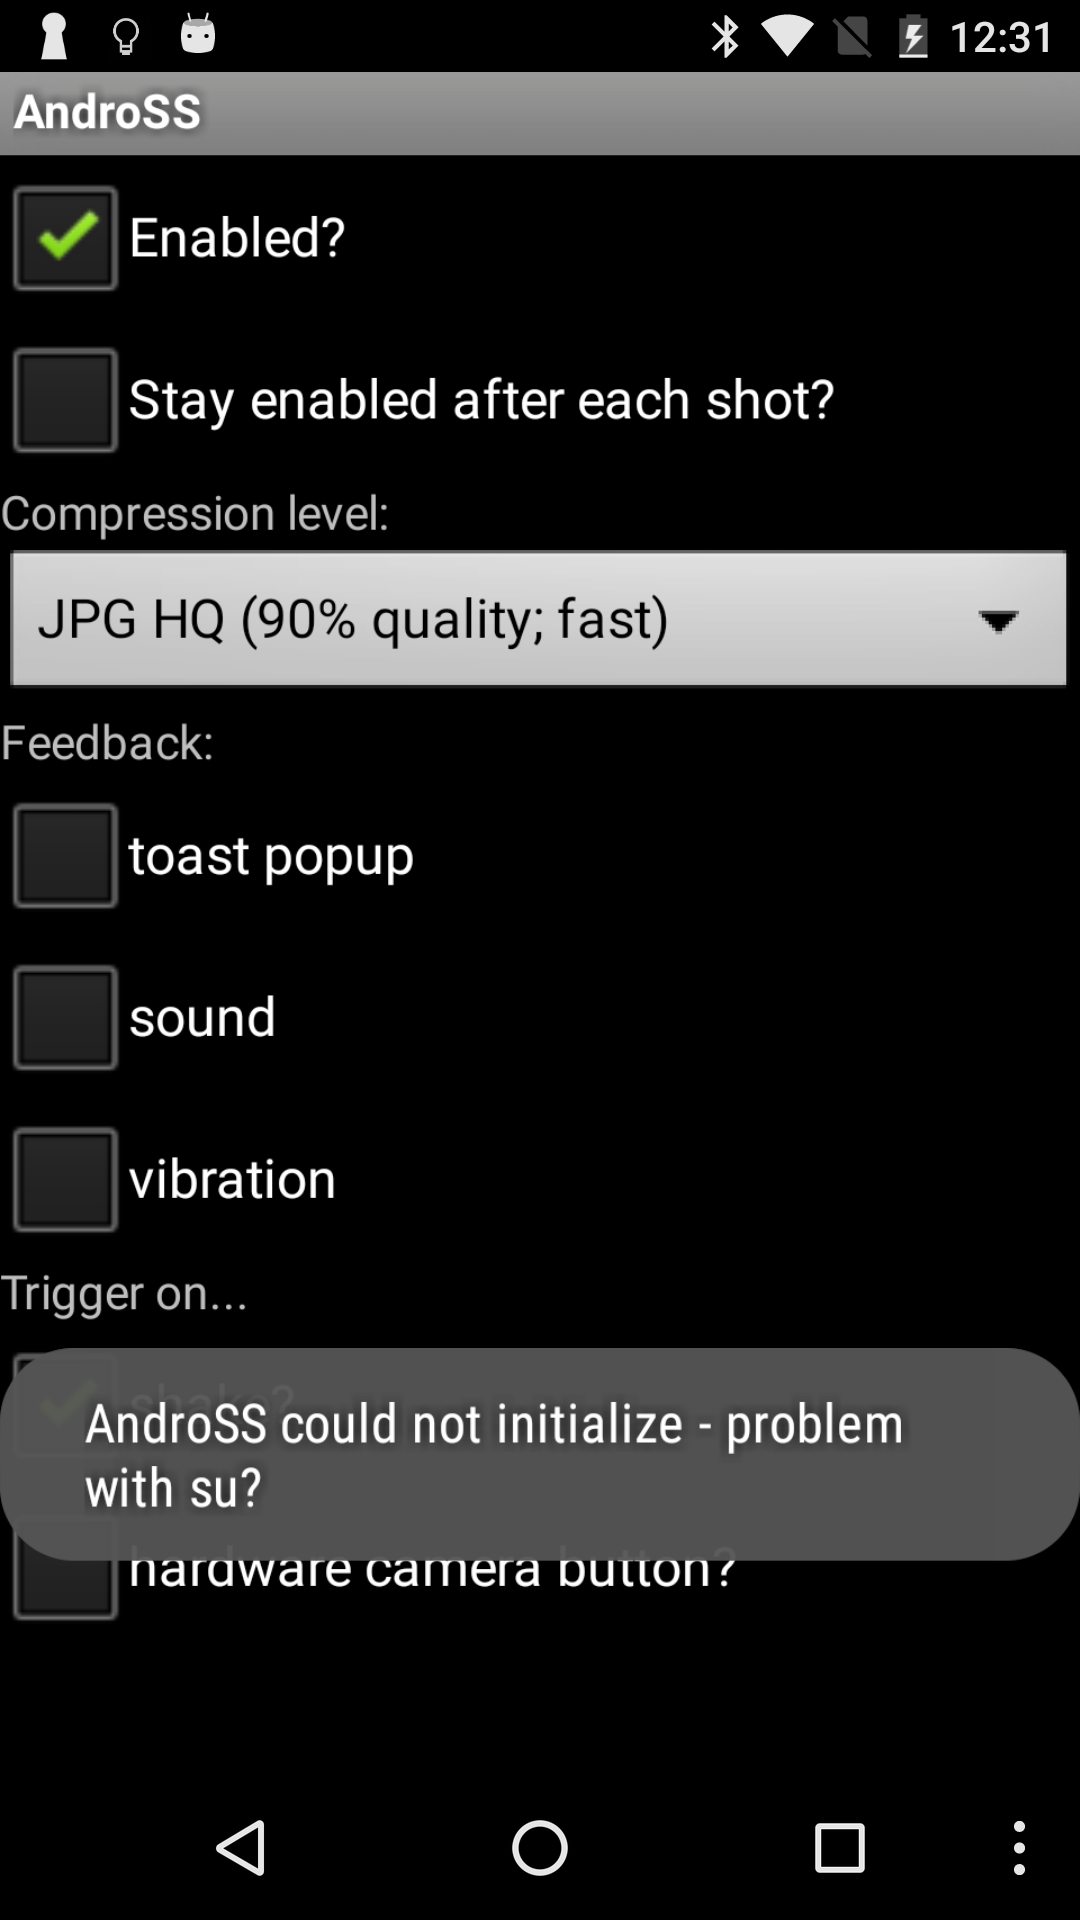 12:31
AndroSS
Enabled?
Stay enabled after each shot?
Compression level:
JPG HQ (90% quality; fast)
Feedback:
toast popup
sound
vibration
Trigger on...
shake?
AndroSS could not initialize - problem
with su?
hardware camera button?